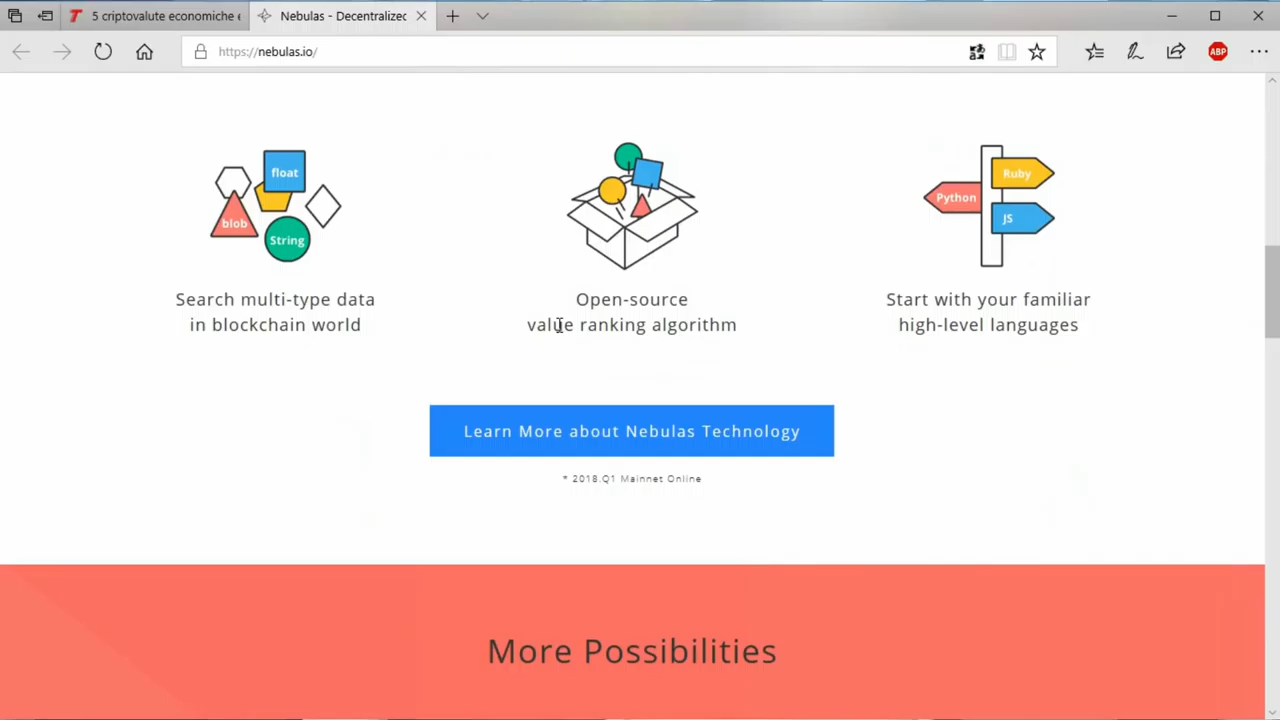 5 criptovalute economiche e
Nebulas - Decentralized
https://nebulas.io/
ABP
float
blob
String
Ruby
Python
JS
Search multi-type data
in blockchain world
Open-source
value ranking algorithm
Start with your familiar
high-level languages
Learn More about Nebulas Technology
* 2018.Q1 Mainnet Online
More Possibilities